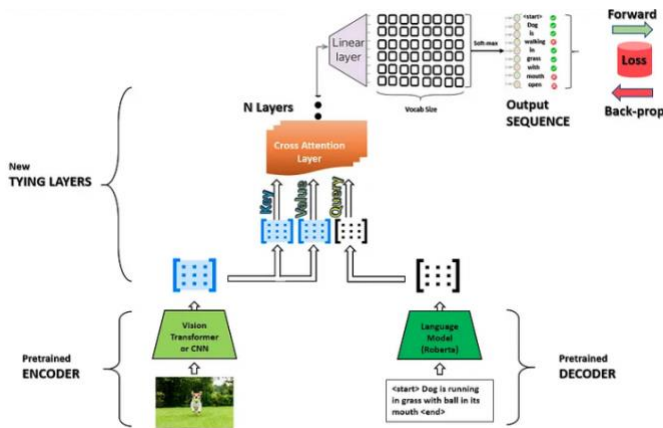 Forward
Loss
Back-prop
Linear
layer
Vocab Size
Soft-max
<start>
Dog
is
walking
in
grass
with
mouth
open
Output
SEQUENCE
N Layers
Cross Attention
Layer
New
TYING LAYERS
Key
Value
Query
Vision
Transformer
or CNN
Language
Model
(Roberta)
Pretrained
ENCODER
Pretrained
DECODER
<start> Dog is running
in grass with ball in its
mouth <end>